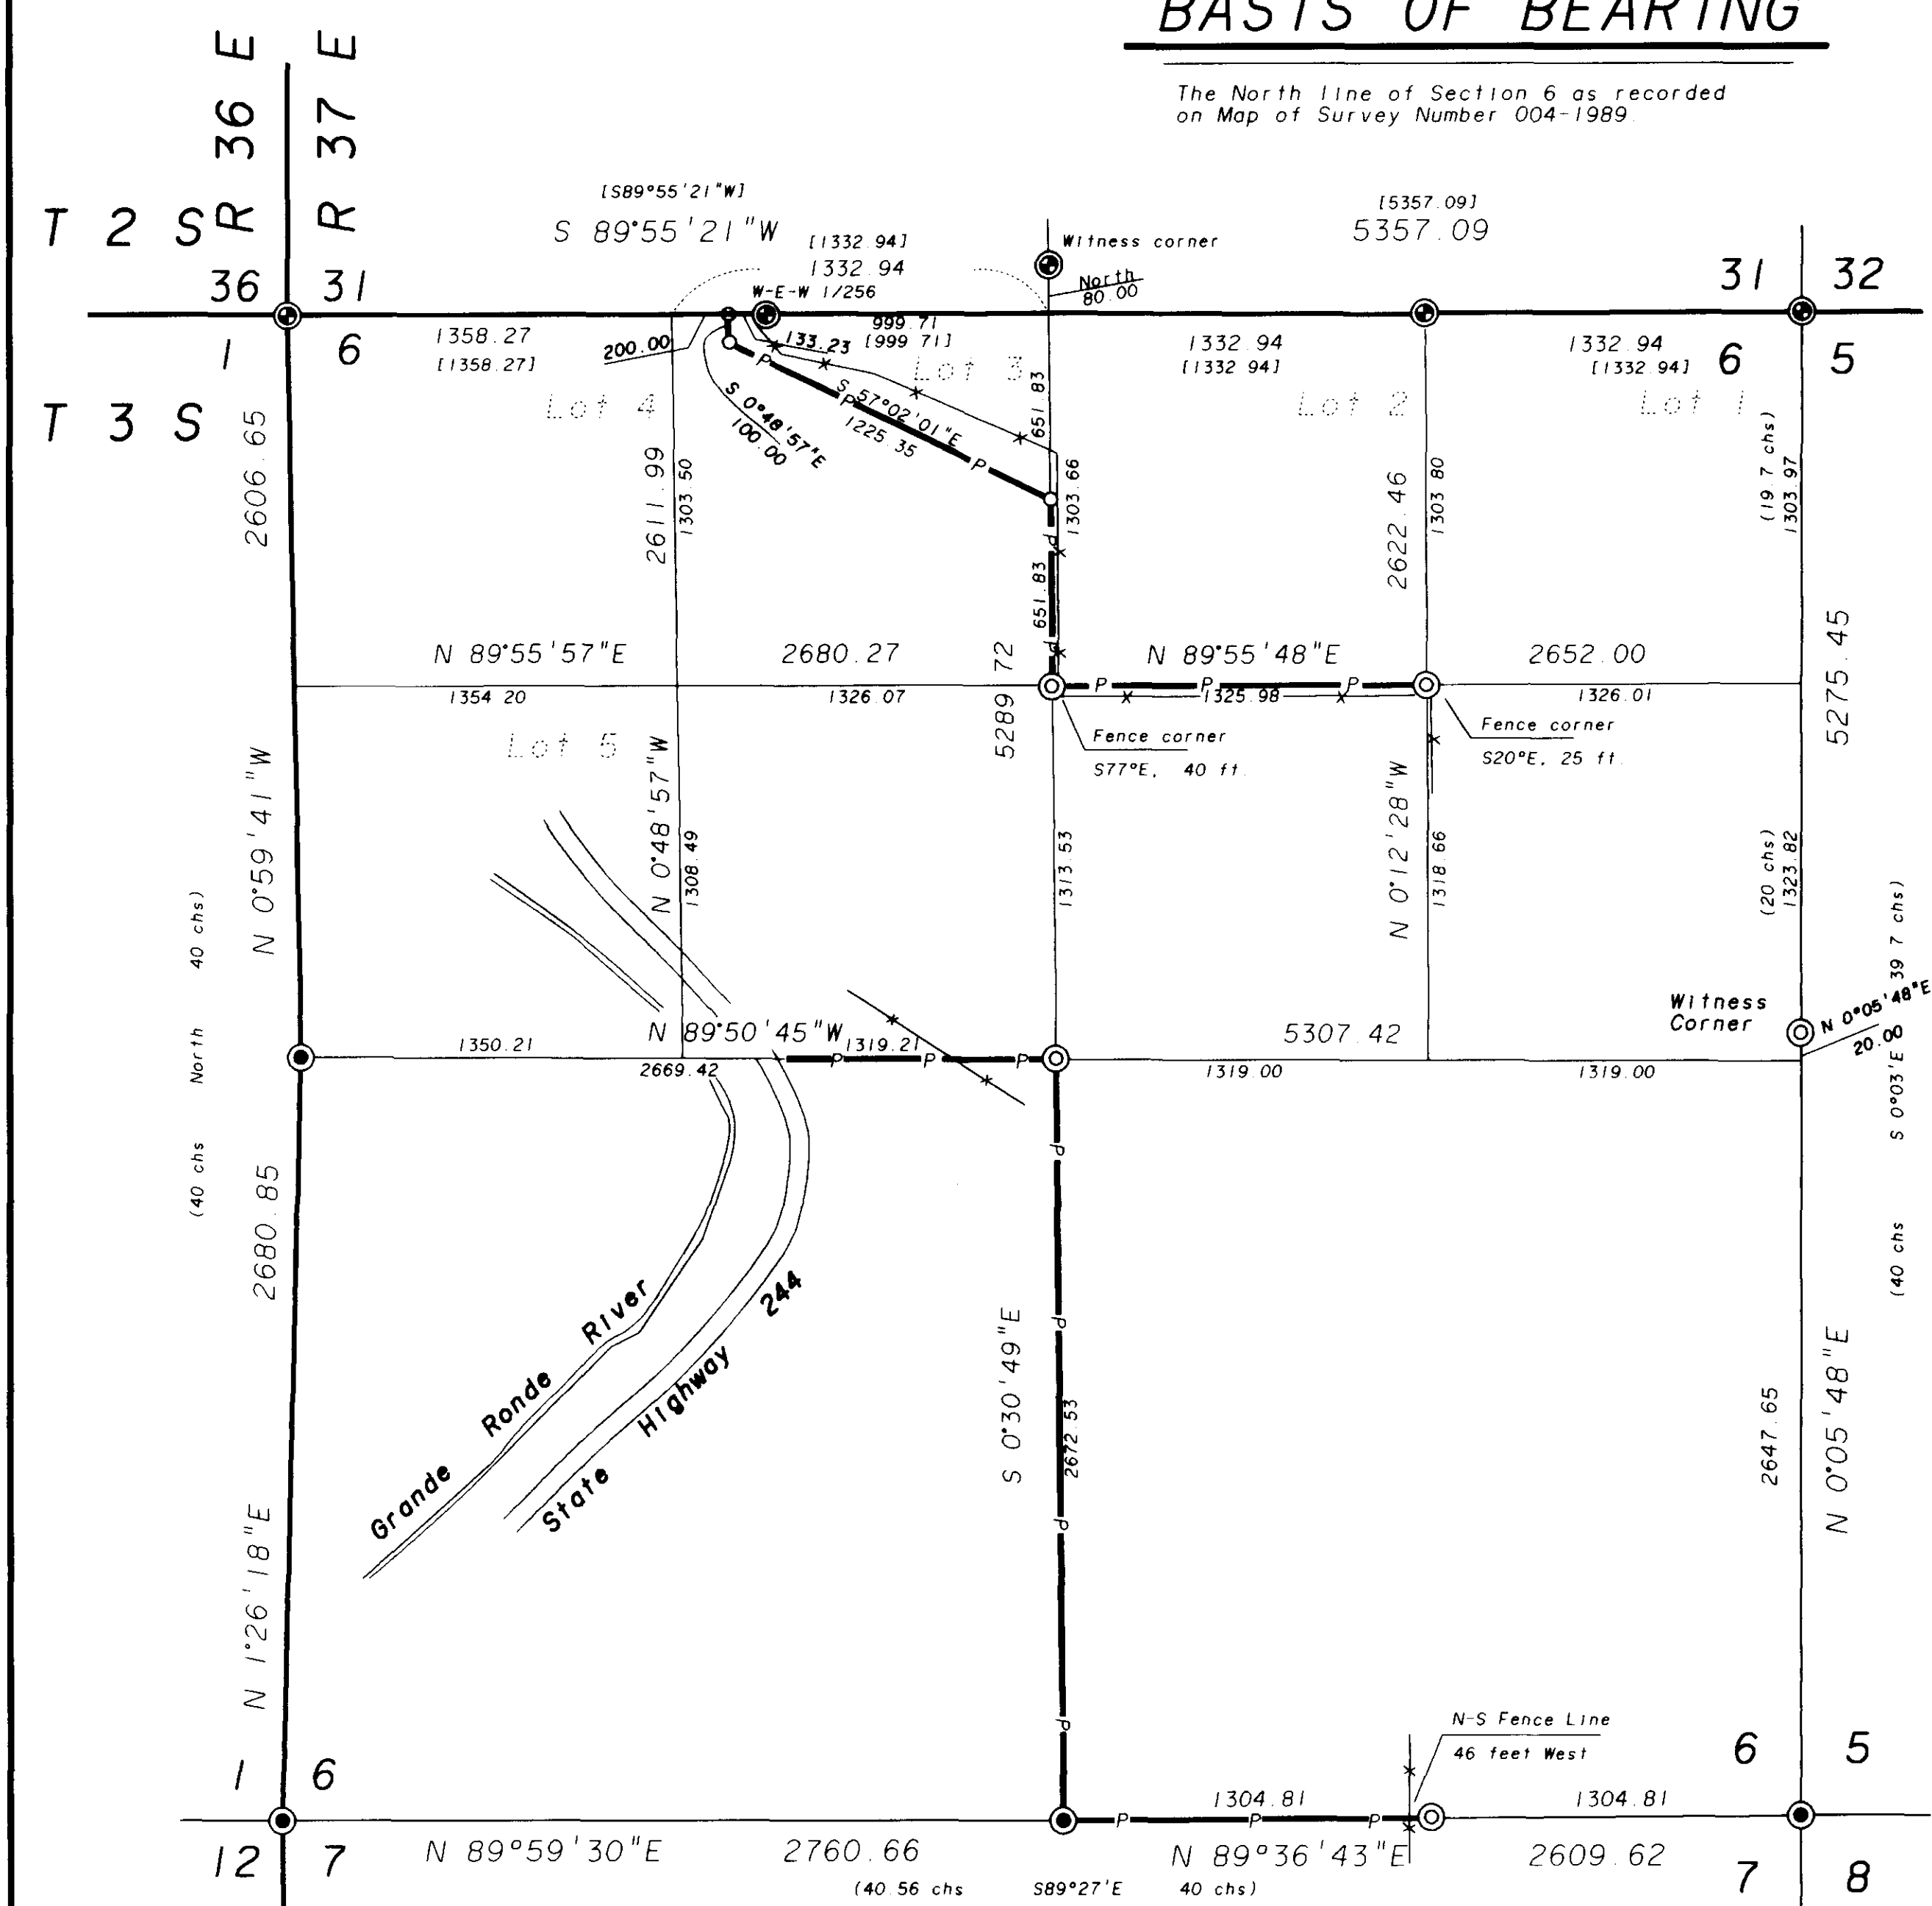 BASIS OF BEARING
The North line of Section 6 as recorded
on Map of Survey Number 004-1989
R 36 E
R 37 E
T 2 S
[S89°55'21"W]
S 89°55'21"W
[1332.94]
1332.94
W-E-W 1/256
Witness corner
North
80.00
[5357.09]
5357.09
36
31
31
32
1
6
1358.27
[1358.27]
200.00
133.23
999.71
[999 71]
1332.94
[1332 94]
1332.94
[1332 94]
6
5
T 3 S
Lot 4
Lot 3
Lot 2
Lot 1
S 0°48'57"E
100.00
S 57°02'01"E
1225.35
2606.65
2611.99
1303.50
651.83
1303.66
651.83
2622.46
1303 80
(19.7 chs)
1303.97
P P P
P P
N 89°55'57"E
2680.27
5289 72
N 89°55'48"E
2652.00
5275.45
1354 20
1326.07
P P P
1325.98
1326.01
Lot 5
Fence corner
S77°E, 40 ft.
Fence corner
S20°E, 25 ft.
N 0°59'41"W
N 0°48'57"W
1308.49
1313.53
N 0°12'28"W
1318.66
(20 chs)
1323.82
(40 chs North 40 chs)
S 0°03'E
(40 chs 39 7 chs)
Witness
Corner
N 0°05'48"E
20.00
1350.21
N 89°50'45"W
1319.21
2669.42
P P P
5307.42
1319.00
1319.00
2680.85
Grande Ronde River
State Highway 244
S 0°30'49"E
2672.53
P P P P
2647.65
N 0°05'48"E
N 1°26'18"E
N-S Fence Line
46 feet West
1
6
6
5
1304.81
1304.81
P P P
12
7
N 89°59'30"E
2760.66
N 89°36'43"E
2609.62
7
8
(40.56 chs S89°27'E 40 chs)